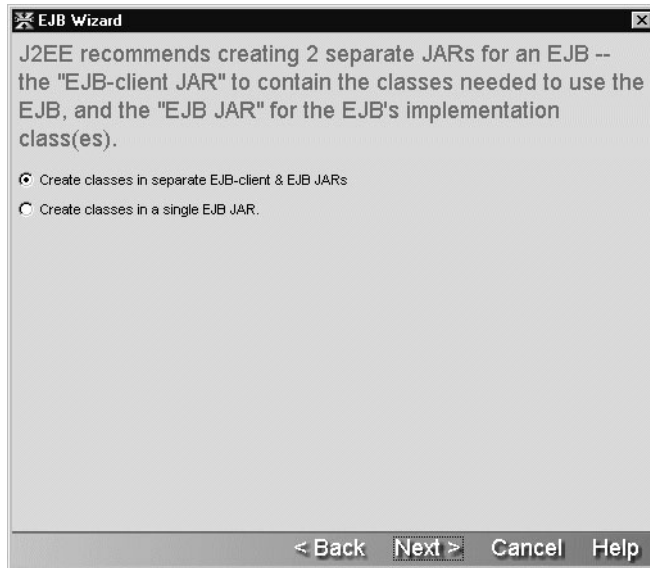 EJB Wizard
J2EE recommends creating 2 separate JARs for an EJB --
the "EJB-client JAR" to contain the classes needed to use the
EJB, and the "EJB JAR" for the EJB's implementation
class(es).
Create classes in separate EJB-client & EJB JARs
Create classes in a single EJB JAR.
< Back Next > Cancel Help